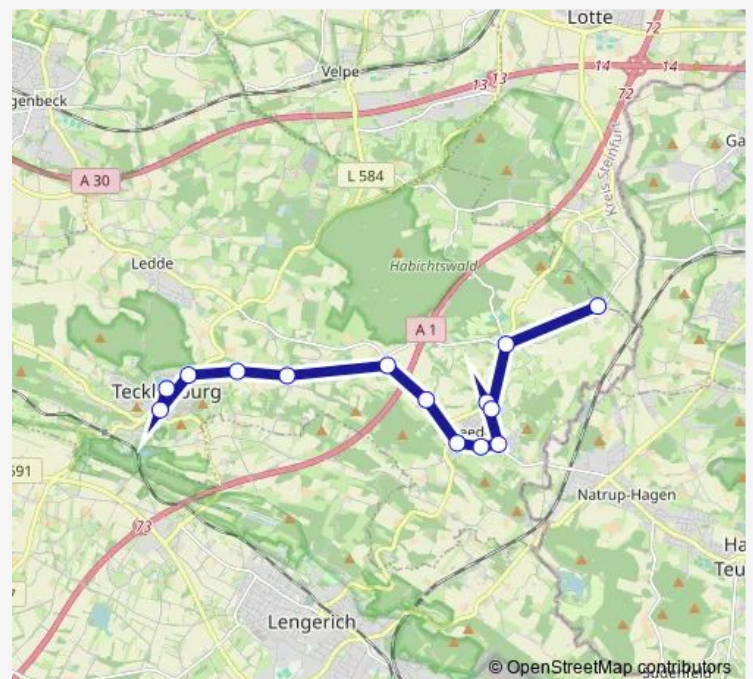 Lotte
72
Velpe
13 13
14
14
72
genbeck
Ga
Kreis Steinfurt
A 30
L 584
Ledde
Habichtswald
A 1
Teckl burg
eed
591
Natrup-Hagen
73
Ha
Teu
7
Lengerich
© OpenStreetMap contributors